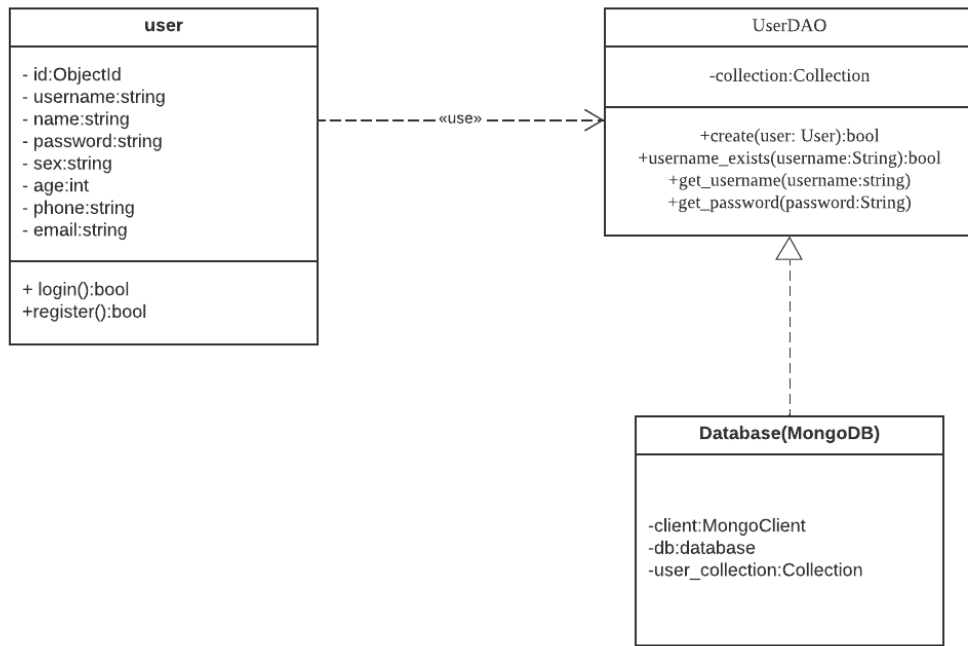 user
- id:ObjectId
- username:string
- name:string
- password:string
- sex:string
- age:int
- phone:string
- email:string
+ login():bool
+register():bool
«use»
UserDAO
-collection:Collection
+create(user: User):bool
+username_exists(username:String):bool
+get_username(username:string)
+get_password(password:String)
Database(MongoDB)
-client:MongoClient
-db:database
-user_collection:Collection